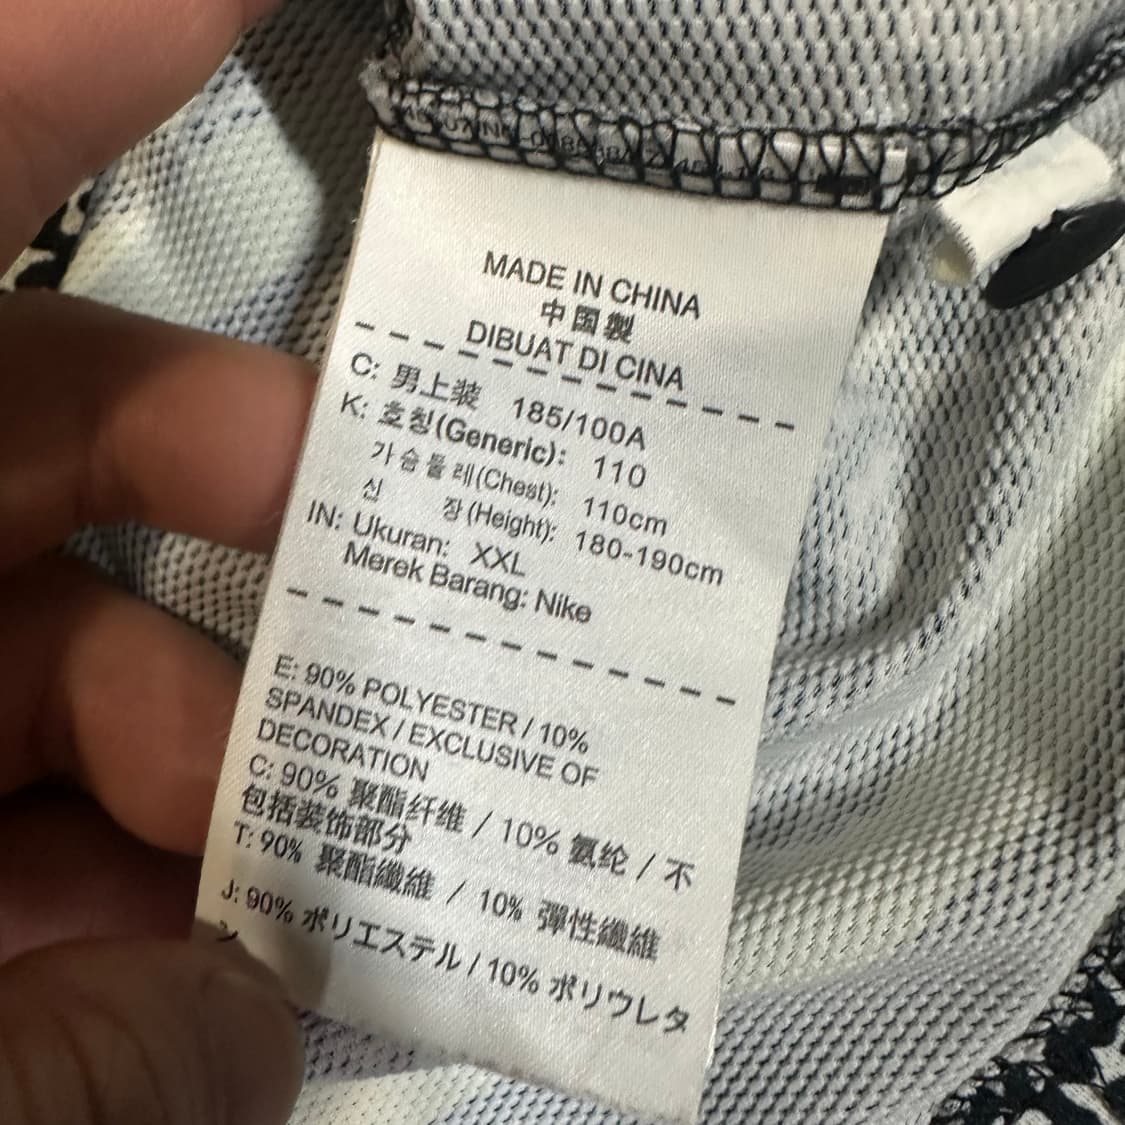 MADE IN CHINA
中国製
DIBUAT DI CINA
C: 男上装 185/100A
K: 호칭(Generic): 110
가슴둘레(Chest): 110cm
신 장(Height): 180-190cm
IN: Ukuran: XXL
Merek Barang: Nike
E: 90% POLYESTER / 10%
SPANDEX / EXCLUSIVE OF
DECORATION
C: 90% 聚酯纤维 / 10% 氨纶 / 不
包括装饰部分
T: 90% 聚酯纖維 / 10% 彈性纖維
J: 90% ポリエステル / 10% ポリウレタ
ン